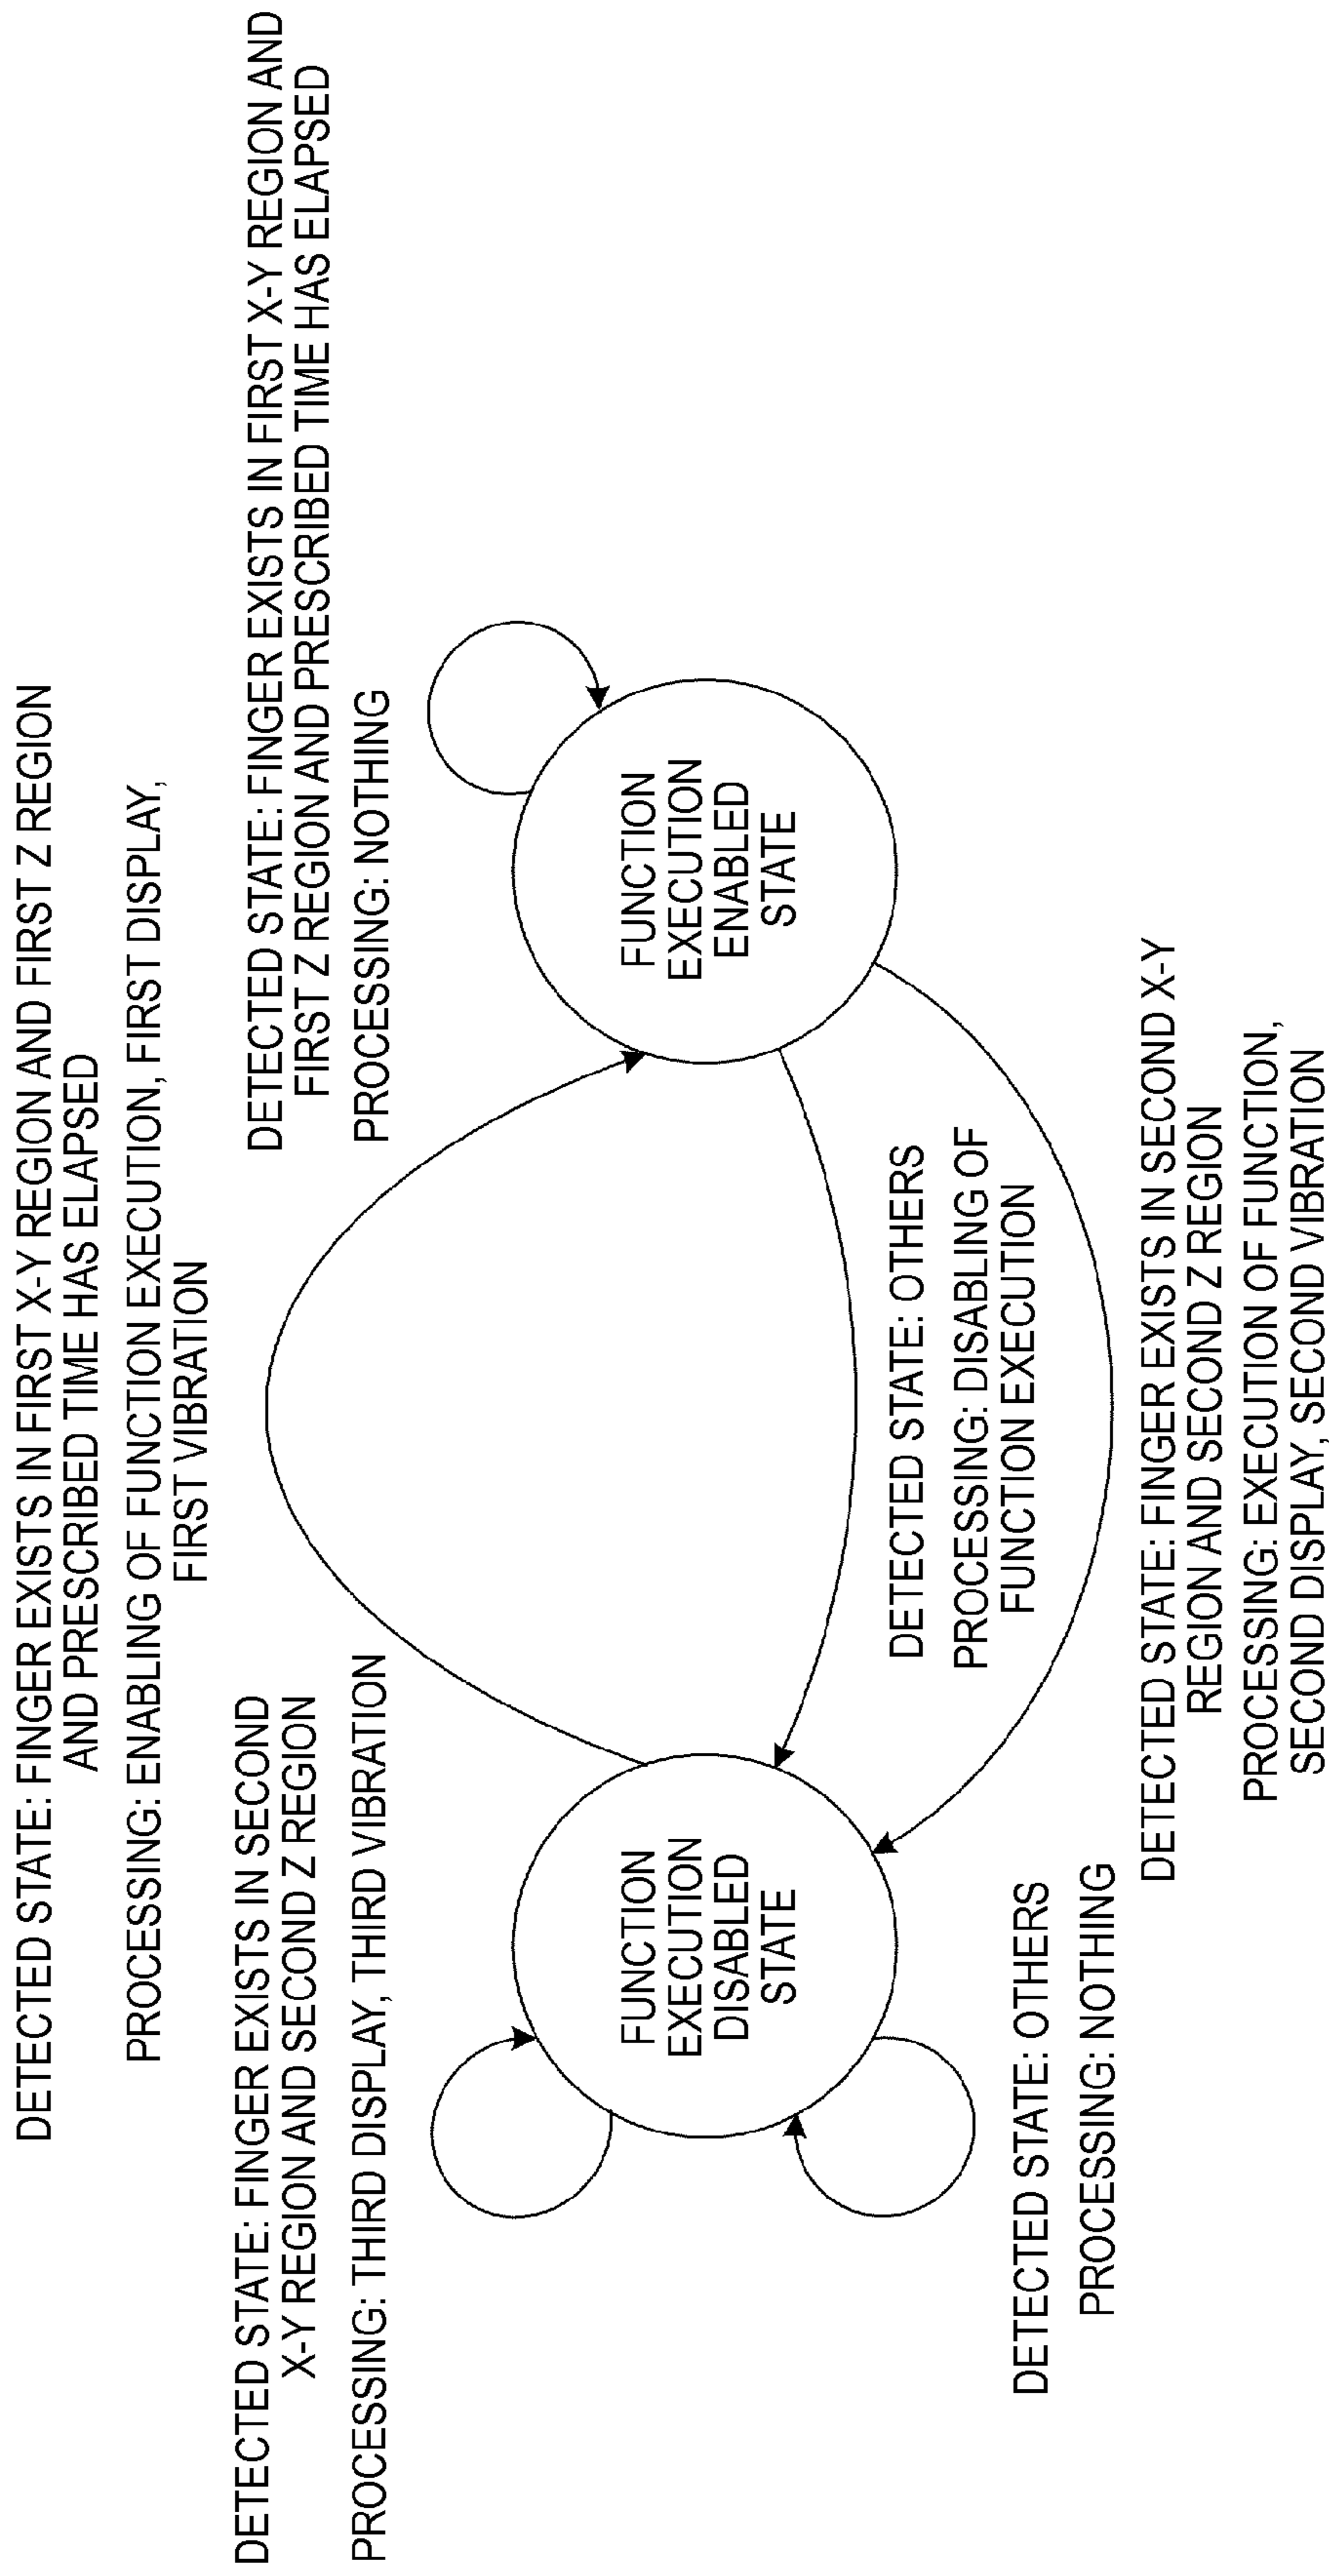 DETECTED STATE: FINGER EXISTS IN FIRST X-Y REGION AND FIRST Z REGION
AND PRESCRIBED TIME HAS ELAPSED
PROCESSING: ENABLING OF FUNCTION EXECUTION, FIRST DISPLAY,
FIRST VIBRATION
DETECTED STATE: FINGER EXISTS IN SECOND
X-Y REGION AND SECOND Z REGION
PROCESSING: THIRD DISPLAY, THIRD VIBRATION
DETECTED STATE: FINGER EXISTS IN FIRST X-Y REGION AND
FIRST Z REGION AND PRESCRIBED TIME HAS ELAPSED
PROCESSING: NOTHING
FUNCTION
EXECUTION
DISABLED
STATE
FUNCTION
EXECUTION
ENABLED
STATE
DETECTED STATE: OTHERS
PROCESSING: DISABLING OF
FUNCTION EXECUTION
DETECTED STATE: OTHERS
PROCESSING: NOTHING
DETECTED STATE: FINGER EXISTS IN SECOND X-Y
REGION AND SECOND Z REGION
PROCESSING: EXECUTION OF FUNCTION,
SECOND DISPLAY, SECOND VIBRATION